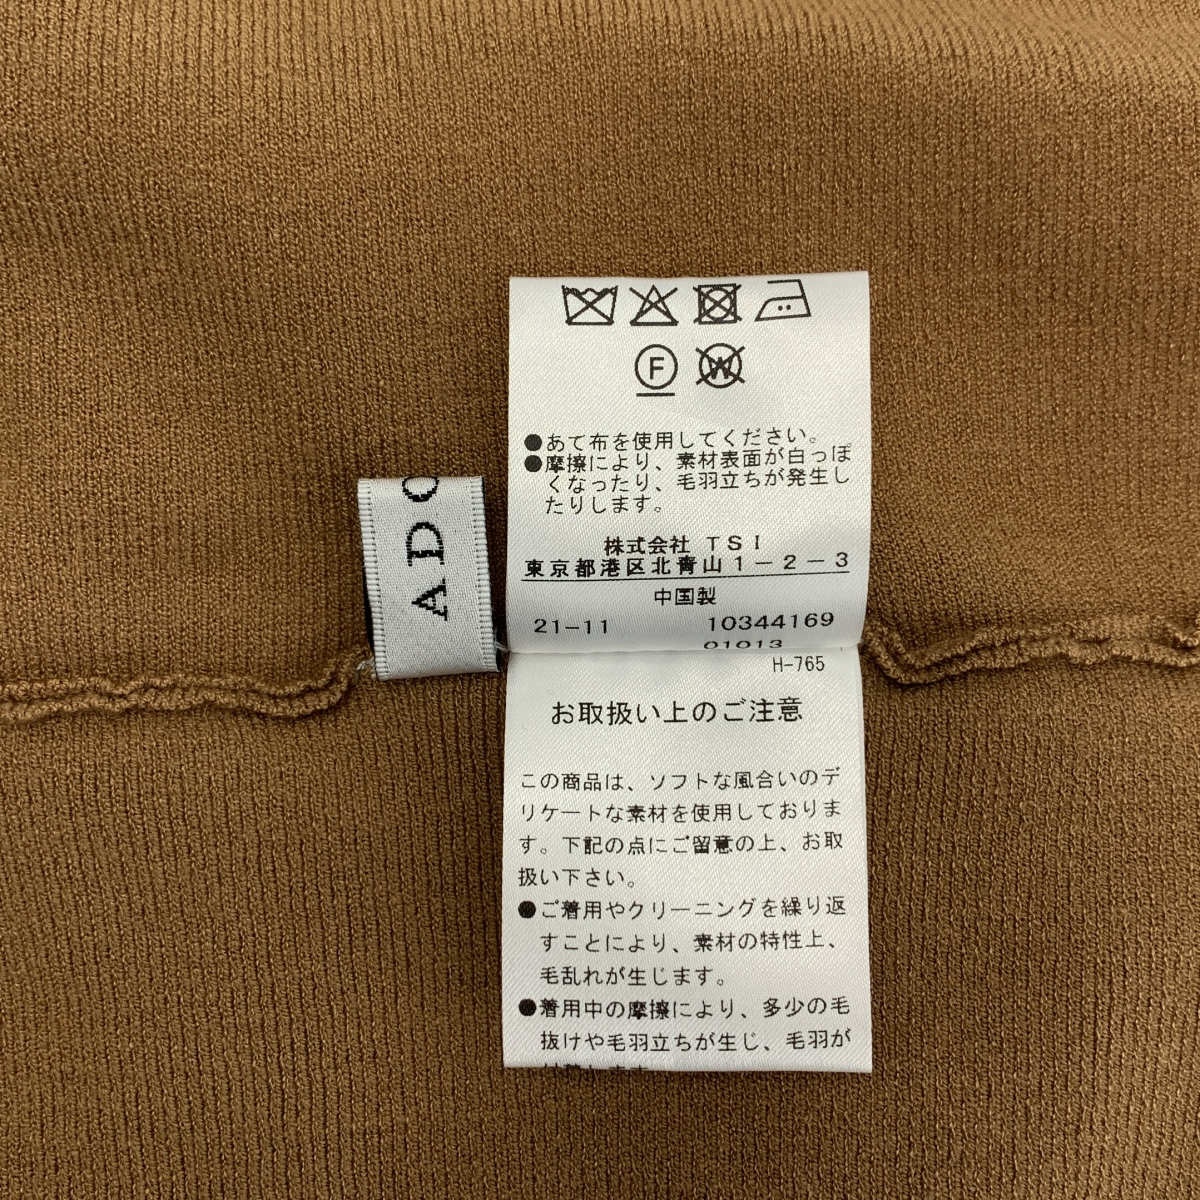 ADO
F
W
●あて布を使用してください。
●摩擦により、素材表面が白っぽ
くなったり、毛羽立ちが発生し
たりします。
株式会社 TSI
東京都港区北青山1-2-3
中国製
21-11 10344169
01013
H-765
お取扱い上のご注意
この商品は、ソフトな風合いのデ
リケートな素材を使用しておりま
す。下記の点にご留意の上、お取
扱い下さい。
●ご着用やクリーニングを繰り返
すことにより、素材の特性上、
毛乱れが生じます。
●着用中の摩擦により、多少の毛
抜けや毛羽立ちが生じ、毛羽が